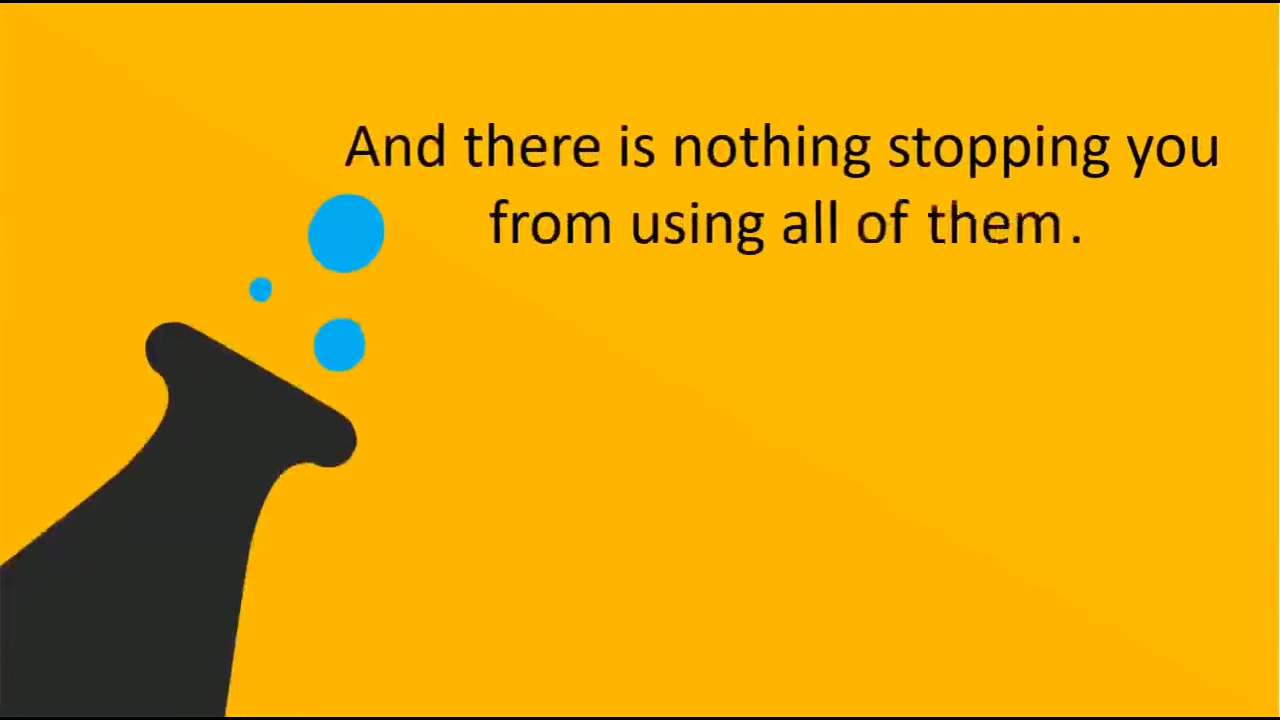 And there is nothing stopping you
from using all of them.